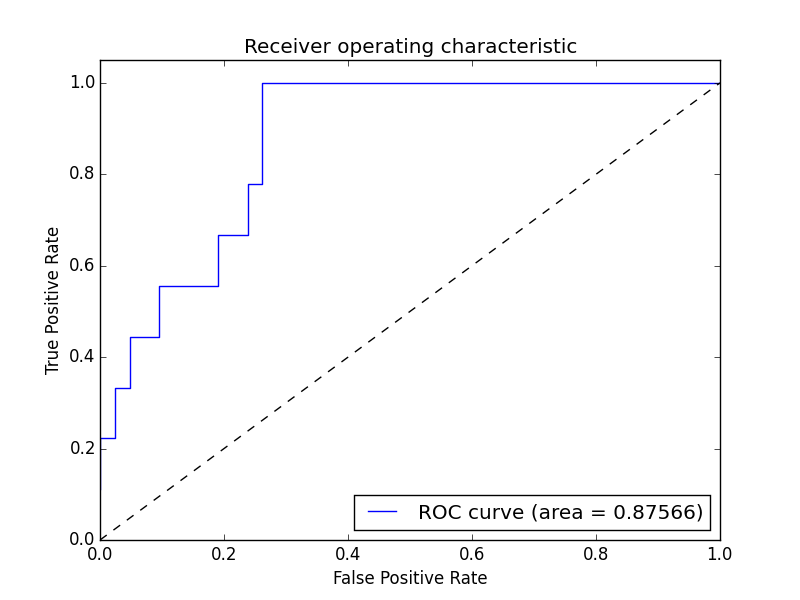 Receiver operating characteristic
1.0
0.8
0.6
0.4
0.2
0.0
True Positive Rate
ROC curve (area = 0.87566)
0.0 0.2 0.4 0.6 0.8 1.0
False Positive Rate